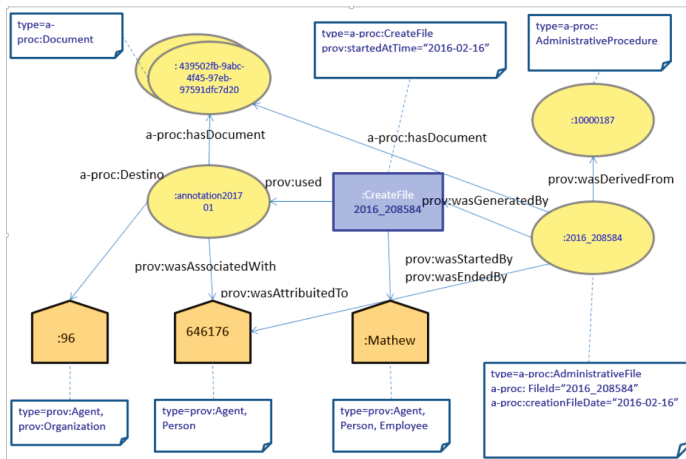 type=a-
proc:Document
type=a-proc:CreateFile
prov:startedAtTime="2016-02-16"
type=a-proc:
AdministrativeProcedure
: 439502fb-9abc-
4f45-97eb-
97591dfc7d20
:10000187
a-proc:hasDocument
a-proc:hasDocument
a-proc:Destino
prov:wasDerivedFrom
prov:used
:annotation2017
01
:CreateFile
2016_208584
prov:wasGeneratedBy
:2016_208584
prov:wasAssociatedWith
prov:wasStartedBy
prov:wasEndedBy
prov:wasAttribuitedTo
:96
646176
:Mathew
type=a-proc:AdministrativeFile
a-proc: FileId="2016_208584"
a-proc:creationFileDate="2016-02-16"
type=prov:Agent,
prov:Organization
type=prov:Agent,
Person
type=prov:Agent,
Person, Employee